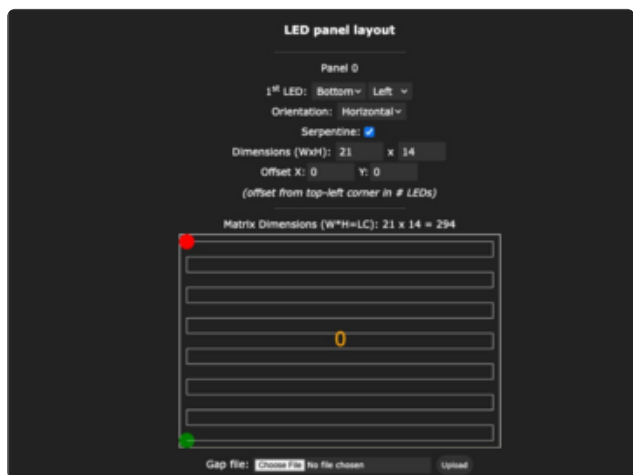 LED panel layout
Panel 0
1st LED: Bottom Left
Orientation: Horizontal
Serpentine:
Dimensions (WxH): 21 x 14
Offset X: 0 Y: 0
(offset from top-left corner in # LEDs)
Matrix Dimensions (W*H=LC): 21 x 14 = 294
0
Gap file: Choose File No file chosen Upload